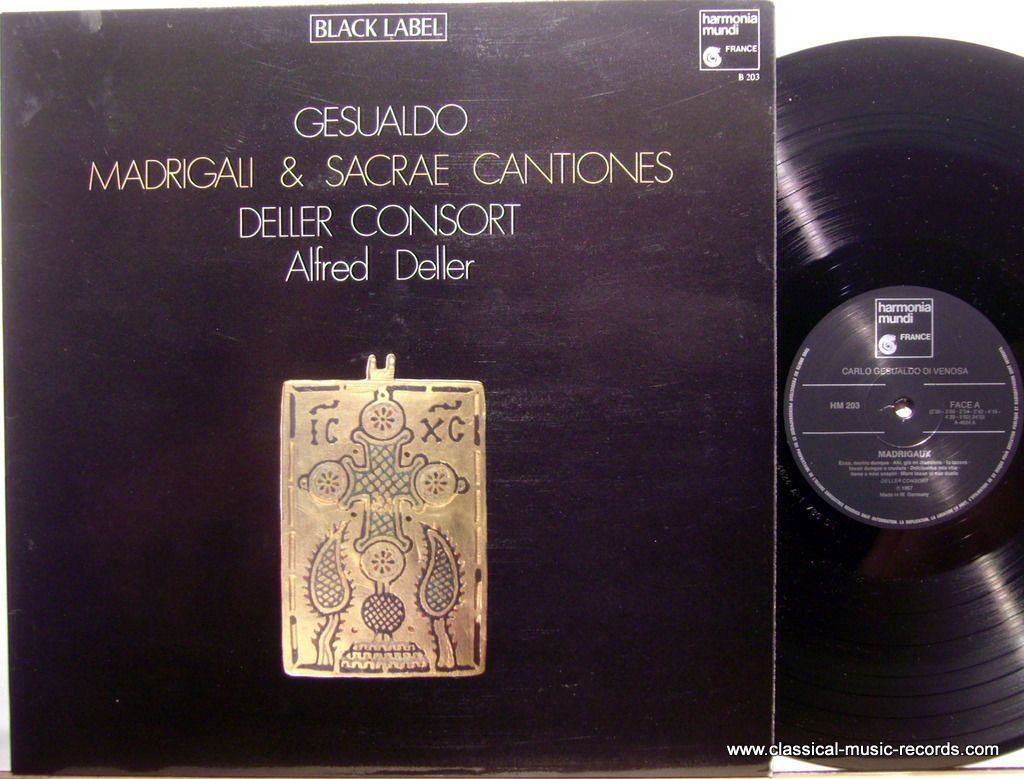 BLACK LABEL
harmonia
mundi
FRANCE
B 203
GESUALDO
MADRIGALI & SACRAE CANTIONES
DELLER CONSORT
Alfred Deller
IC XC
harmonia
mundi
FRANCE
CARLO GESUALDO DI VENOSA
HM 203
FACE A
MADRIGAUX
DELLER CONSORT
Made in W. Germany
www.classical-music-records.com